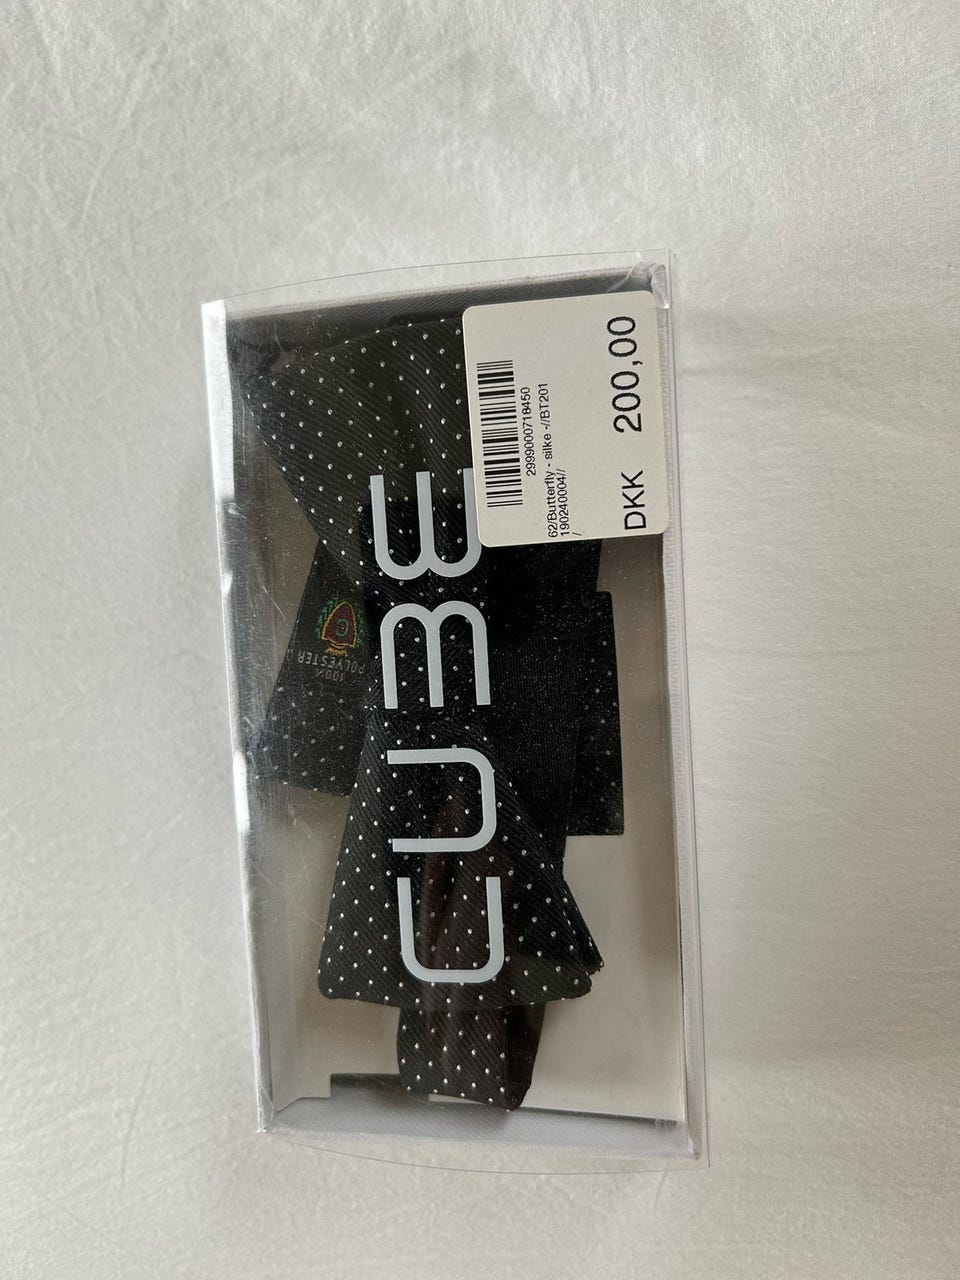 CUBE
2999000718450
62/Butterfly - silke -//BT201
190240004//
/
DKK 200,00
100%
POLYESTER